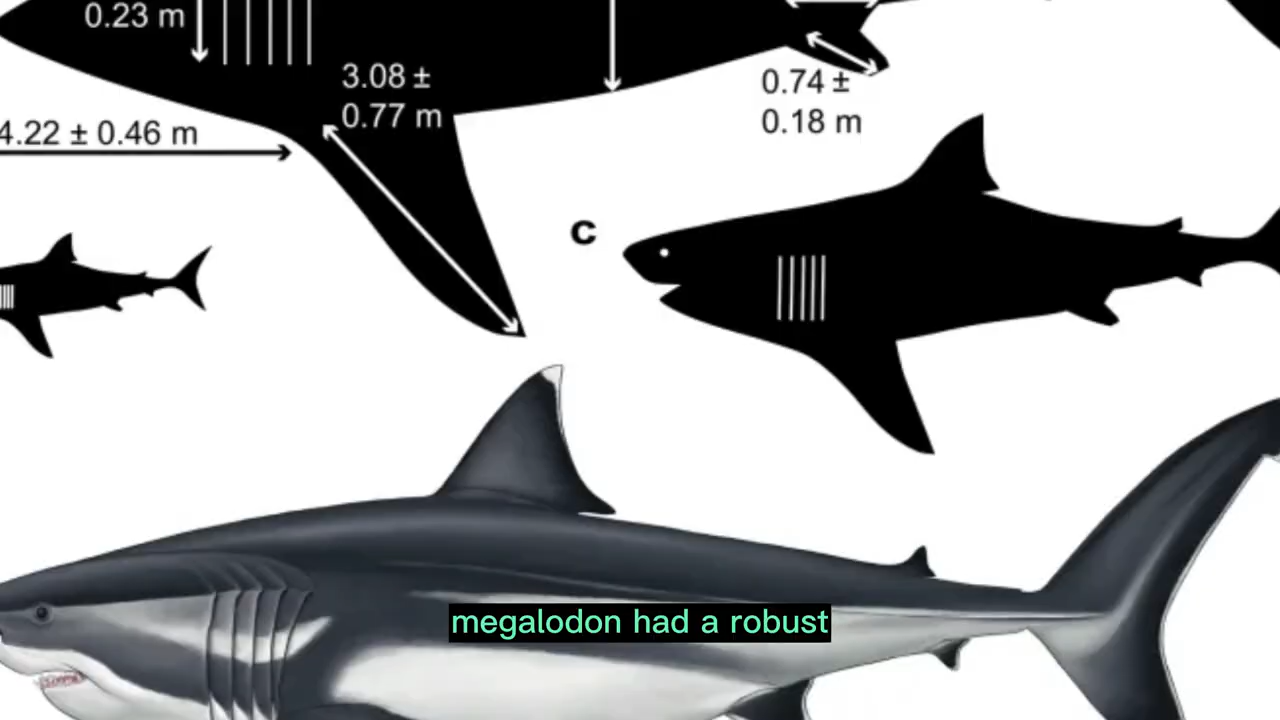 0.23 m
3.08 ±
0.77 m
0.74 ±
0.18 m
4.22 ± 0.46 m
c
megalodon had a robust